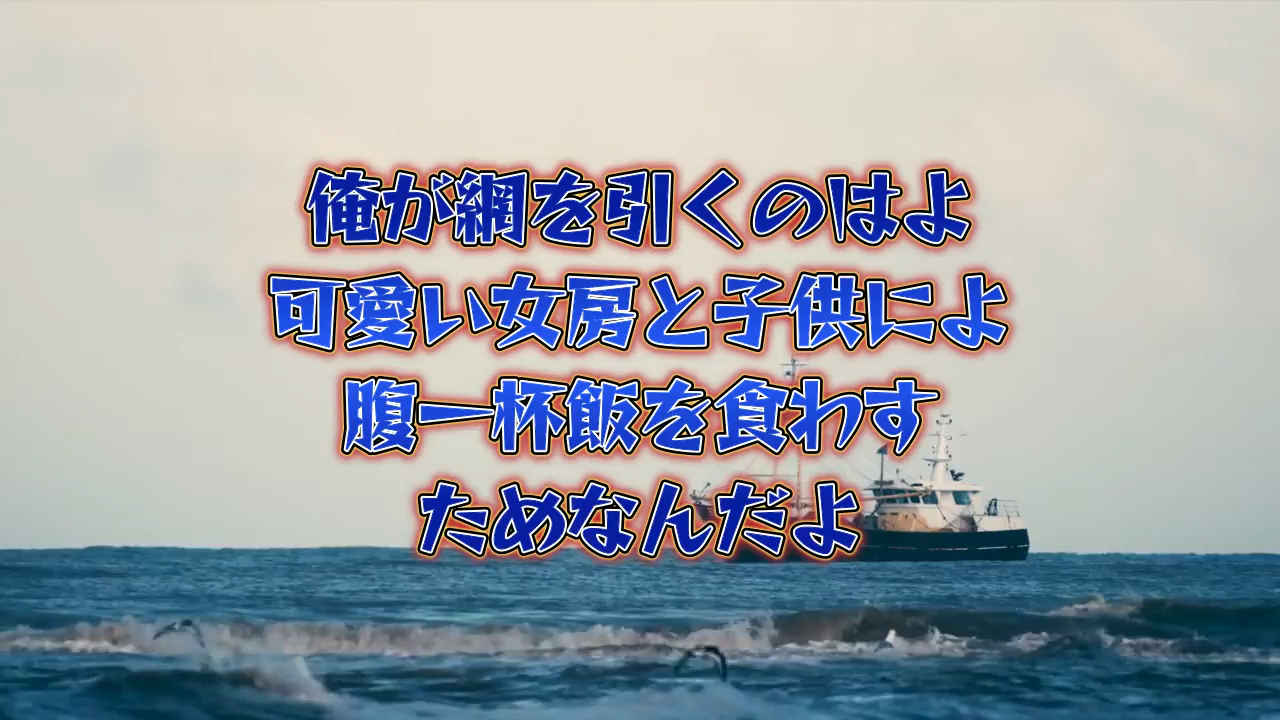 俺が網を引くのはよ
可愛い女房と子供によ
腹一杯飯を食わす
ためなんだよ